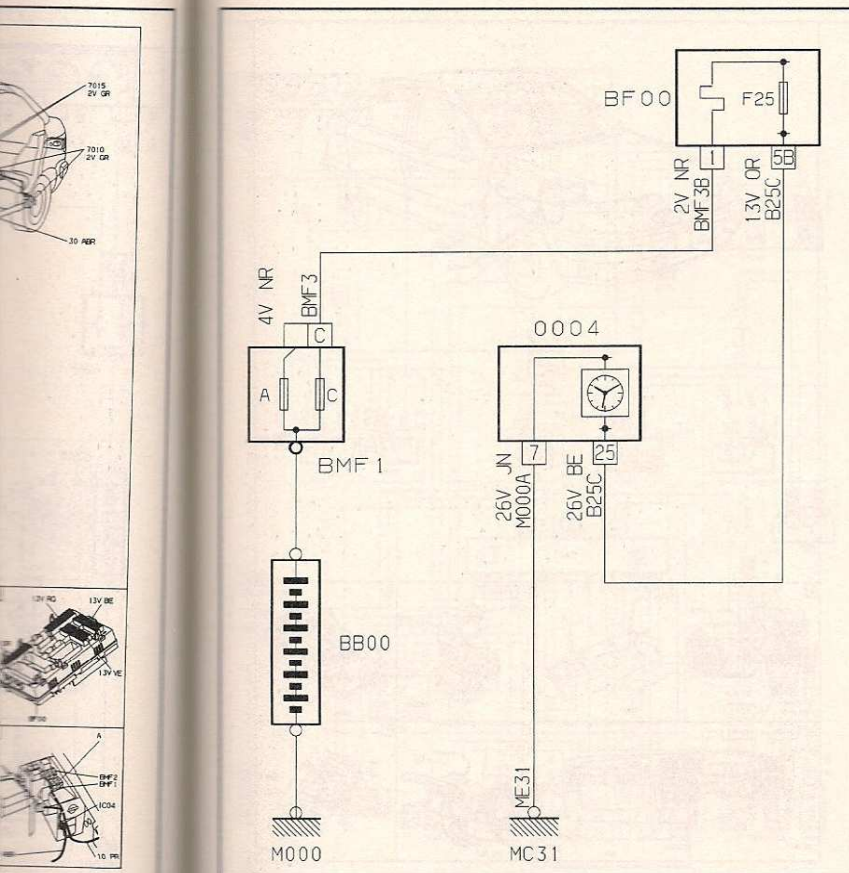 7015
2V GR
7010
2V GR
30 ABR
13V RG
13V BE
13V VE
BF00
A
BMF2
BMF1
1C04
10 PR
BF00
F25
1
5B
2V NR
BMF3B
13V OR
B25C
4V NR
BMF3
C
A
C
BMF1
0004
7
25
26V JN
M000A
26V BE
B25C
BB00
ME31
M000
MC31